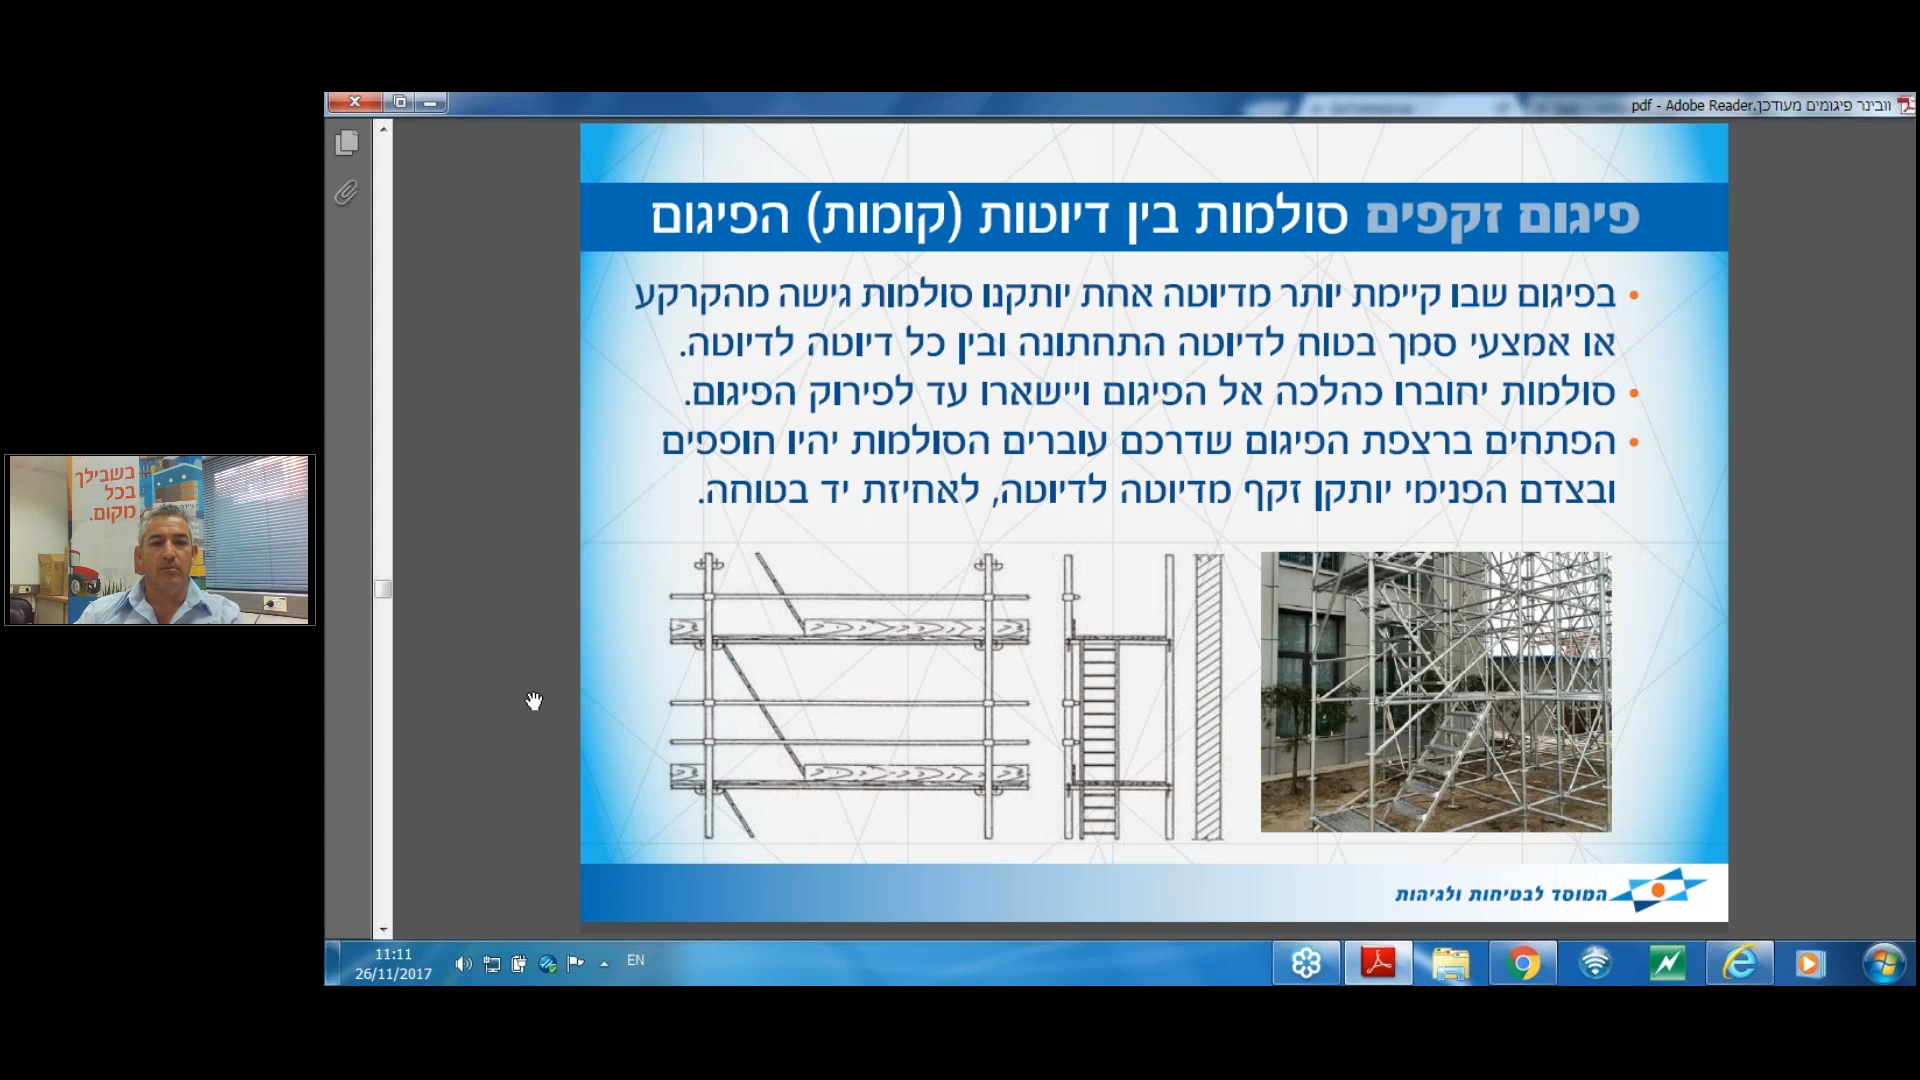 וובינר פיגומים מעודכן.pdf - Adobe Reader
פיגום זקפים סולמות בין דיוטות (קומות) הפיגום
• בפיגום שבו קיימת יותר מדיוטה אחת יותקנו סולמות גישה מהקרקע
או אמצעי סמך בטוח לדיוטה התחתונה ובין כל דיוטה לדיוטה.
• סולמות יחוברו כהלכה אל הפיגום ויישארו עד לפירוק הפיגום.
• הפתחים ברצפת הפיגום שדרכם עוברים הסולמות יהיו חופפים
ובצדם הפנימי יותקן זקף מדיוטה לדיוטה, לאחיזת יד בטוחה.
המוסד לבטיחות ולגיהות
בשבילך
בכל
מקום.
EN
11:11
26/11/2017